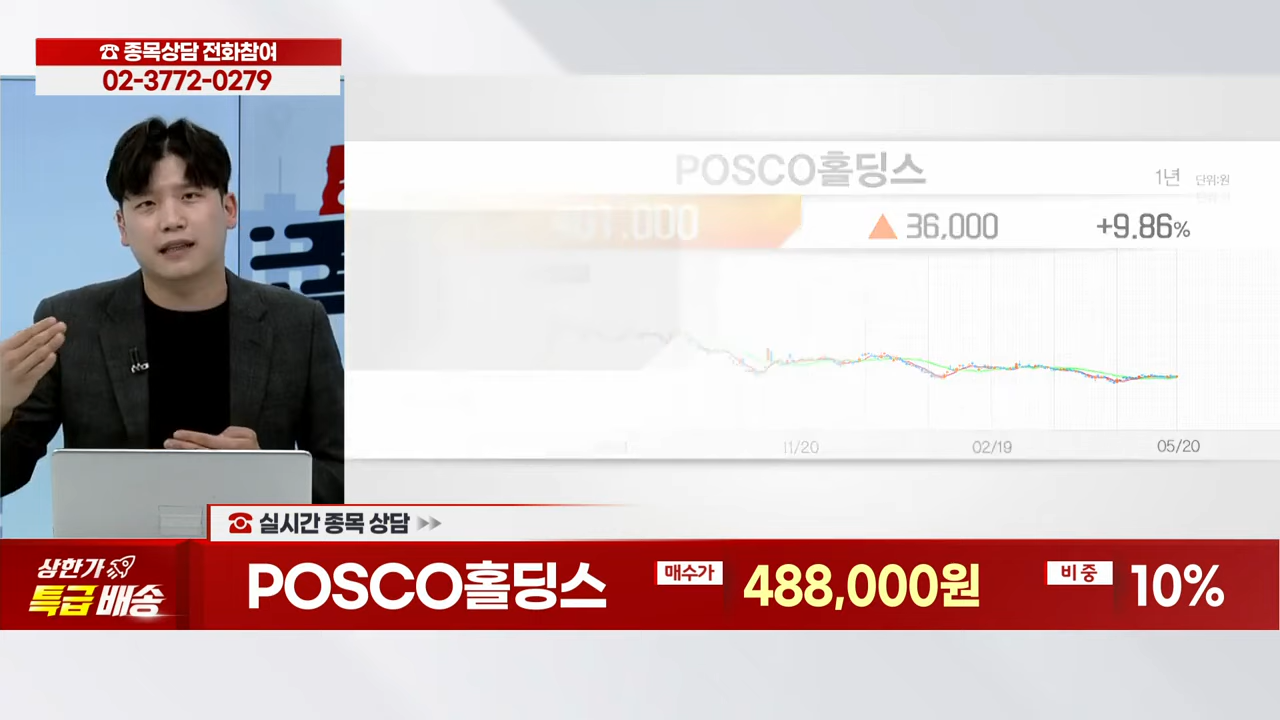 ☎ 종목상담 전화참여
02-3772-0279
POSCO홀딩스
1년 단위:원
401,000 ▲ 36,000 +9.86%
11/20 02/19 05/20
☎ 실시간 종목 상담
상한가
특급배송
POSCO홀딩스 매수가 488,000원 비중 10%